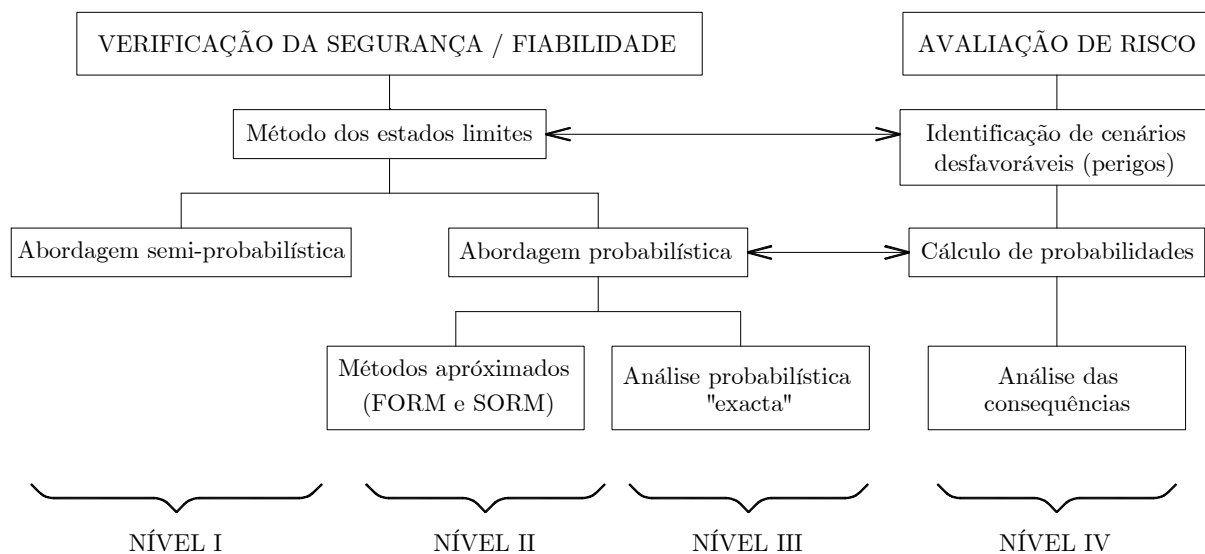 VERIFICAÇÃO DA SEGURANÇA / FIABILIDADE
AVALIAÇÃO DE RISCO
Método dos estados limites
Identificação de cenários
desfavoráveis (perigos)
Abordagem semi-probabilística
Abordagem probabilística
Cálculo de probabilidades
Métodos apróximados
(FORM e SORM)
Análise probabilística
"exacta"
Análise das
consequências
NÍVEL I
NÍVEL II
NÍVEL III
NÍVEL IV